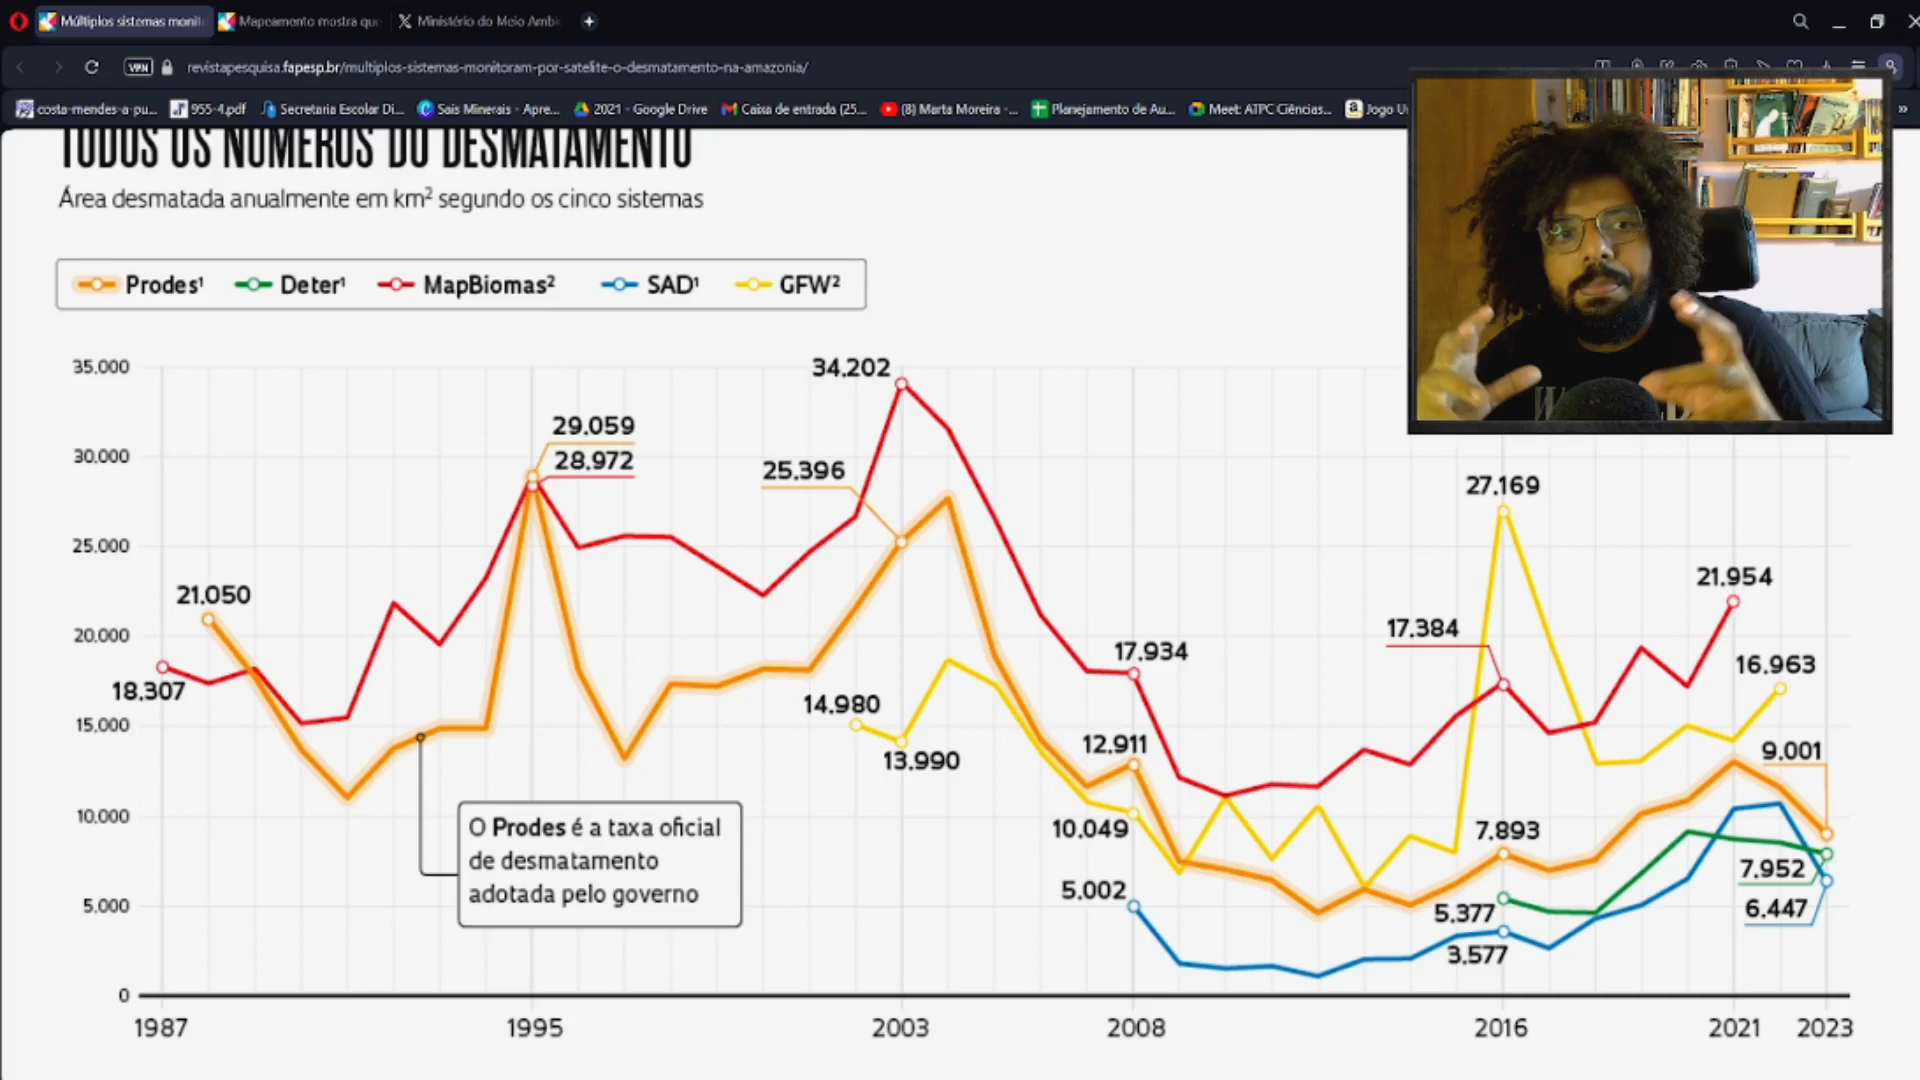 Múltiplos sistemas monit
Mapeamento mostra qu
Ministério do Meio Ambi
VPN
revistapesquisa.fapesp.br/multiplos-sistemas-monitoram-por-satelite-o-desmatamento-na-amazonia/
costa-mendes-a-pu...
955-4.pdf
Secretaria Escolar Di...
Sais Minerais - Apre...
2021 - Google Drive
Caixa de entrada (25...
(8) Marta Moreira -...
Planejamento de Au...
Meet: ATPC Ciências...
Jogo U
»
TODOS OS NÚMEROS DO DESMATAMENTO
Área desmatada anualmente em km² segundo os cinco sistemas
Prodes¹ Deter¹ MapBiomas² SAD¹ GFW²
35.000
30.000
25.000
20.000
15.000
10.000
5.000
0
34.202
29.059
28.972
25.396
27.169
21.050
21.954
17.384
17.934
16.963
18.307
14.980
12.911
9.001
13.990
10.049
7.893
O Prodes é a taxa oficial
de desmatamento
adotada pelo governo
5.002
7.952
5.377
6.447
3.577
1987 1995 2003 2008 2016 2021 2023